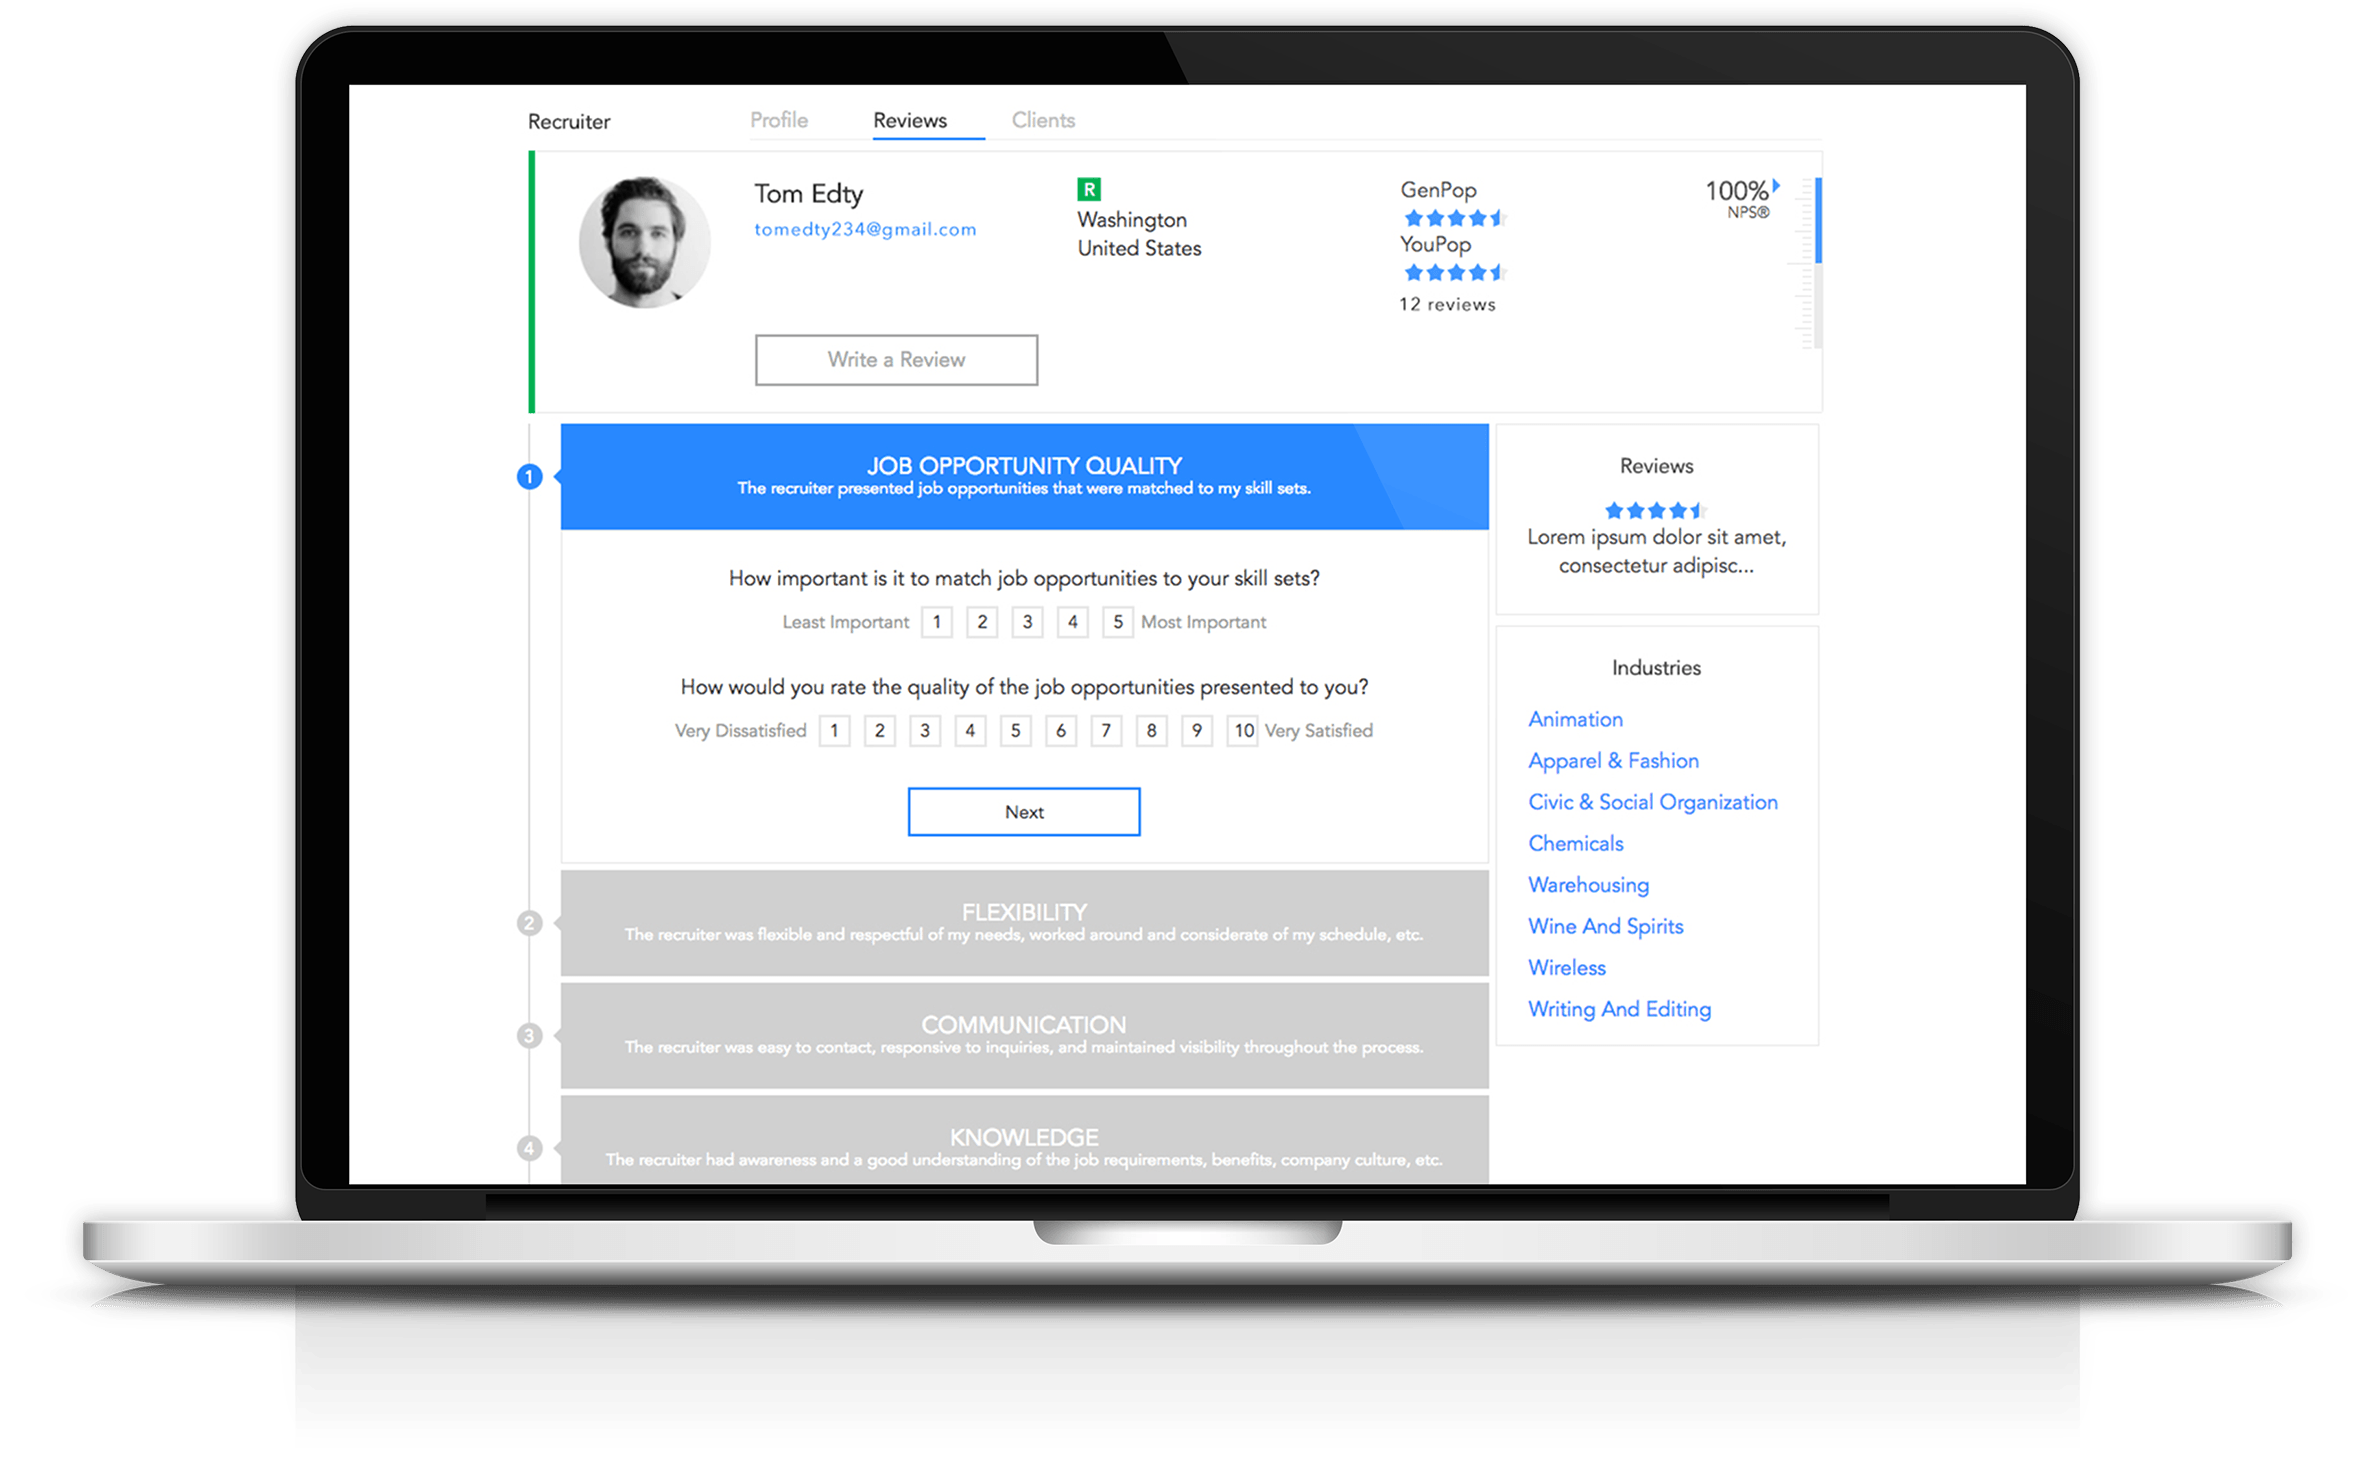 Recruiter
Profile
Reviews
Clients
Tom Edty
tomedty234@gmail.com
R
Washington
United States
GenPop
YouPop
12 reviews
100%
NPS®
Write a Review
1
JOB OPPORTUNITY QUALITY
The recruiter presented job opportunities that were matched to my skill sets.
How important is it to match job opportunities to your skill sets?
Least Important 1 2 3 4 5 Most Important
How would you rate the quality of the job opportunities presented to you?
Very Dissatisfied 1 2 3 4 5 6 7 8 9 10 Very Satisfied
Next
2
FLEXIBILITY
The recruiter was flexible and respectful of my needs, worked around and considerate of my schedule, etc.
3
COMMUNICATION
The recruiter was easy to contact, responsive to inquiries, and maintained visibility throughout the process.
4
KNOWLEDGE
The recruiter had awareness and a good understanding of the job requirements, benefits, company culture, etc.
Reviews
Lorem ipsum dolor sit amet,
consectetur adipisc...
Industries
Animation
Apparel & Fashion
Civic & Social Organization
Chemicals
Warehousing
Wine And Spirits
Wireless
Writing And Editing